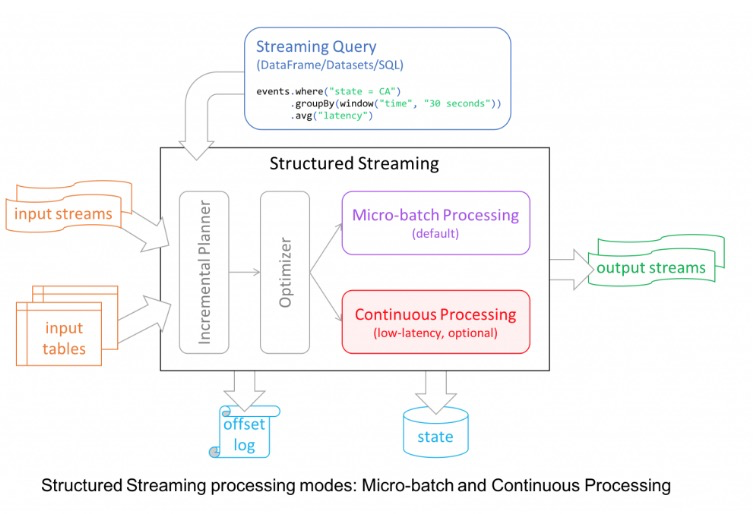 Streaming Query
(DataFrame/Datasets/SQL)
events.where("state = CA")
.groupBy(window("time", "30 seconds"))
.avg("latency")
Structured Streaming
input streams
input
tables
Incremental Planner
Optimizer
Micro-batch Processing
(default)
Continuous Processing
(low-latency, optional)
output streams
offset
log
state
Structured Streaming processing modes: Micro-batch and Continuous Processing